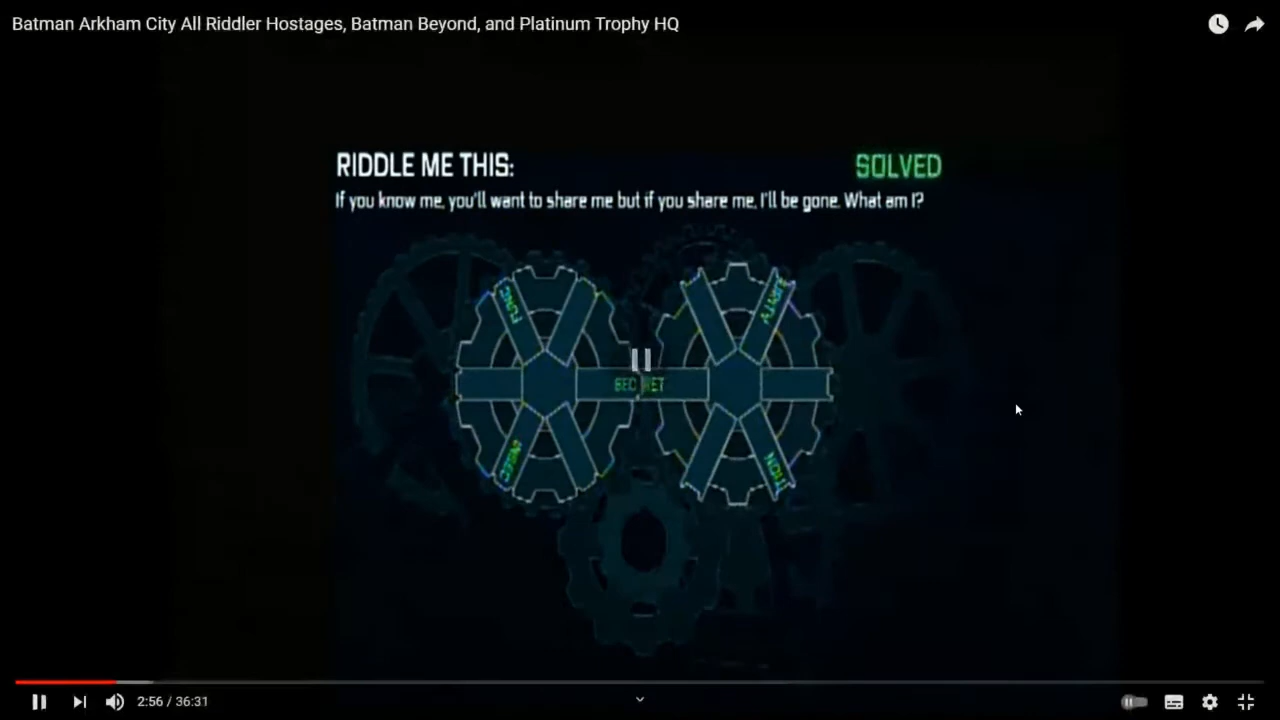 Batman Arkham City All Riddler Hostages, Batman Beyond, and Platinum Trophy HQ
RIDDLE ME THIS:
SOLVED
If you know me, you'll want to share me but if you share me, I'll be gone. What am I?
TION
2:56 / 36:31